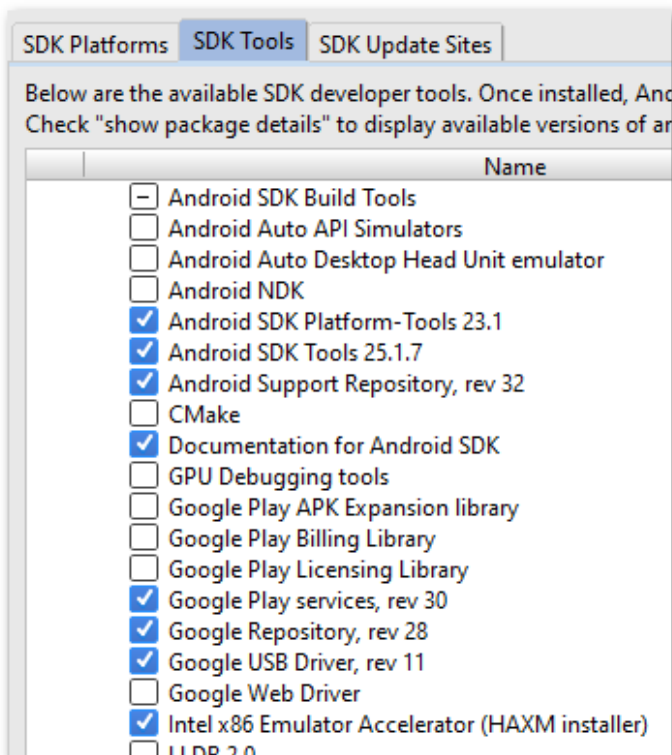 SDK Platforms SDK Tools SDK Update Sites
Below are the available SDK developer tools. Once installed, And
Check "show package details" to display available versions of an
Name
Android SDK Build Tools
Android Auto API Simulators
Android Auto Desktop Head Unit emulator
Android NDK
Android SDK Platform-Tools 23.1
Android SDK Tools 25.1.7
Android Support Repository, rev 32
CMake
Documentation for Android SDK
GPU Debugging tools
Google Play APK Expansion library
Google Play Billing Library
Google Play Licensing Library
Google Play services, rev 30
Google Repository, rev 28
Google USB Driver, rev 11
Google Web Driver
Intel x86 Emulator Accelerator (HAXM installer)
LLDB 2.0